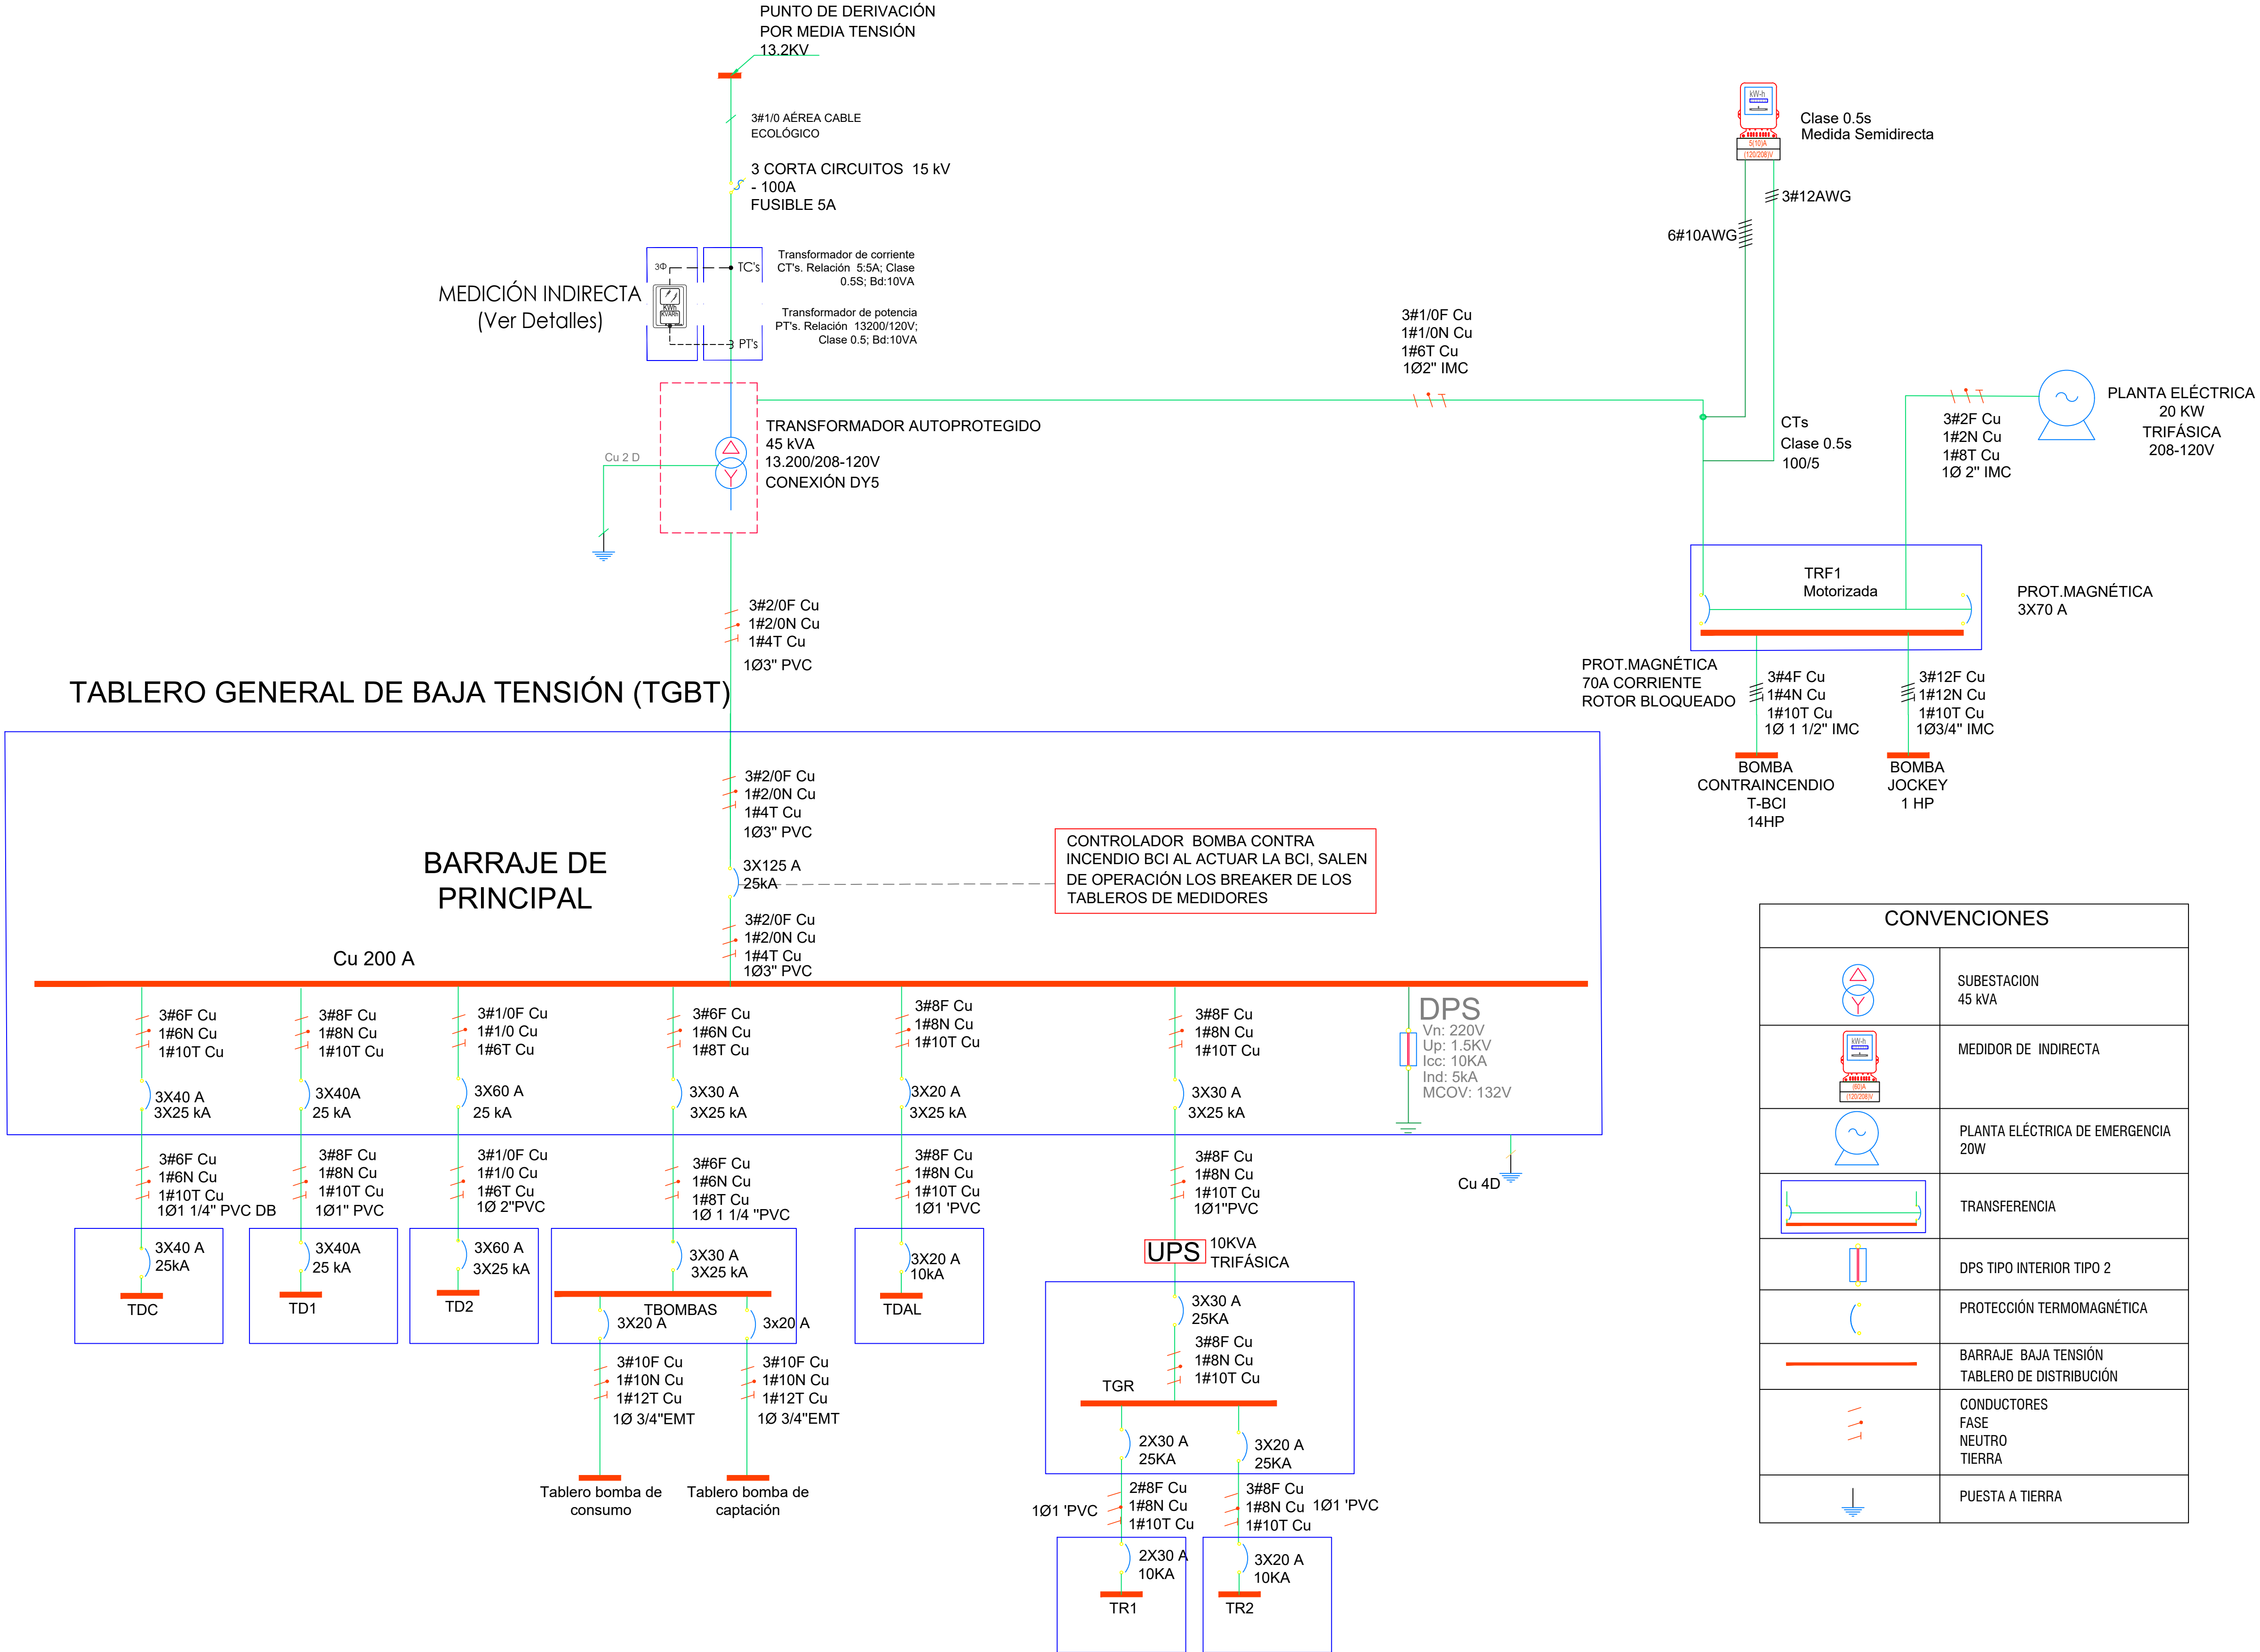 PUNTO DE DERIVACIÓN
POR MEDIA TENSIÓN
13.2KV
3#1/0 AÉREA CABLE
ECOLÓGICO
3 CORTA CIRCUITOS 15 kV
- 100A
FUSIBLE 5A
MEDICIÓN INDIRECTA
(Ver Detalles)
3Φ
TC's
KWh
KVARh
PT's
Transformador de corriente
CT's. Relación 5:5A; Clase
0.5S; Bd:10VA
Transformador de potencia
PT's. Relación 13200/120V;
Clase 0.5; Bd:10VA
TRANSFORMADOR AUTOPROTEGIDO
45 kVA
13.200/208-120V
CONEXIÓN DY5
Cu 2 D
3#1/0F Cu
1#1/0N Cu
1#6T Cu
1Ø2" IMC
kW-h
5(10)A
(120/208)V
Clase 0.5s
Medida Semidirecta
3#12AWG
6#10AWG
CTs
Clase 0.5s
100/5
3#2F Cu
1#2N Cu
1#8T Cu
1Ø 2" IMC
PLANTA ELÉCTRICA
20 KW
TRIFÁSICA
208-120V
TRF1
Motorizada
PROT.MAGNÉTICA
3X70 A
PROT.MAGNÉTICA
70A CORRIENTE
ROTOR BLOQUEADO
3#4F Cu
1#4N Cu
1#10T Cu
1Ø 1 1/2" IMC
3#12F Cu
1#12N Cu
1#10T Cu
1Ø3/4" IMC
BOMBA
CONTRAINCENDIO
T-BCI
14HP
BOMBA
JOCKEY
1 HP
3#2/0F Cu
1#2/0N Cu
1#4T Cu
1Ø3" PVC
TABLERO GENERAL DE BAJA TENSIÓN (TGBT)
3#2/0F Cu
1#2/0N Cu
1#4T Cu
1Ø3" PVC
BARRAJE DE
PRINCIPAL
3X125 A
25kA
CONTROLADOR BOMBA CONTRA
INCENDIO BCI AL ACTUAR LA BCI, SALEN
DE OPERACIÓN LOS BREAKER DE LOS
TABLEROS DE MEDIDORES
3#2/0F Cu
1#2/0N Cu
1#4T Cu
1Ø3" PVC
Cu 200 A
3#6F Cu
1#6N Cu
1#10T Cu
3X40 A
3X25 kA
3#8F Cu
1#8N Cu
1#10T Cu
3X40A
25 kA
3#1/0F Cu
1#1/0 Cu
1#6T Cu
3X60 A
25 kA
3#6F Cu
1#6N Cu
1#8T Cu
3X30 A
3X25 kA
3#8F Cu
1#8N Cu
1#10T Cu
3X20 A
3X25 kA
3#8F Cu
1#8N Cu
1#10T Cu
3X30 A
3X25 kA
DPS
Vn: 220V
Up: 1.5KV
Icc: 10KA
Ind: 5kA
MCOV: 132V
Cu 4D
3#6F Cu
1#6N Cu
1#10T Cu
1Ø1 1/4" PVC DB
3X40 A
25kA
TDC
3#8F Cu
1#8N Cu
1#10T Cu
1Ø1" PVC
3X40A
25 kA
TD1
3#1/0F Cu
1#1/0 Cu
1#6T Cu
1Ø 2"PVC
3X60 A
3X25 kA
TD2
3#6F Cu
1#6N Cu
1#8T Cu
1Ø 1 1/4 "PVC
3X30 A
3X25 kA
TBOMBAS
3X20 A
3x20 A
3#10F Cu
1#10N Cu
1#12T Cu
1Ø 3/4"EMT
3#10F Cu
1#10N Cu
1#12T Cu
1Ø 3/4"EMT
Tablero bomba de
consumo
Tablero bomba de
captación
3#8F Cu
1#8N Cu
1#10T Cu
1Ø1 'PVC
3X20 A
10kA
TDAL
3#8F Cu
1#8N Cu
1#10T Cu
1Ø1"PVC
UPS
10KVA
TRIFÁSICA
3X30 A
25KA
3#8F Cu
1#8N Cu
1#10T Cu
TGR
2X30 A
25KA
3X20 A
25KA
1Ø1 'PVC
2#8F Cu
1#8N Cu
1#10T Cu
3#8F Cu
1#8N Cu
1#10T Cu
1Ø1 'PVC
2X30 A
10KA
TR1
3X20 A
10KA
TR2
CONVENCIONES
SUBESTACION
45 kVA
kW-h
(60)A
(120/208)V
MEDIDOR DE INDIRECTA
PLANTA ELÉCTRICA DE EMERGENCIA
20W
TRANSFERENCIA
DPS TIPO INTERIOR TIPO 2
PROTECCIÓN TERMOMAGNÉTICA
BARRAJE BAJA TENSIÓN
TABLERO DE DISTRIBUCIÓN
CONDUCTORES
FASE
NEUTRO
TIERRA
PUESTA A TIERRA